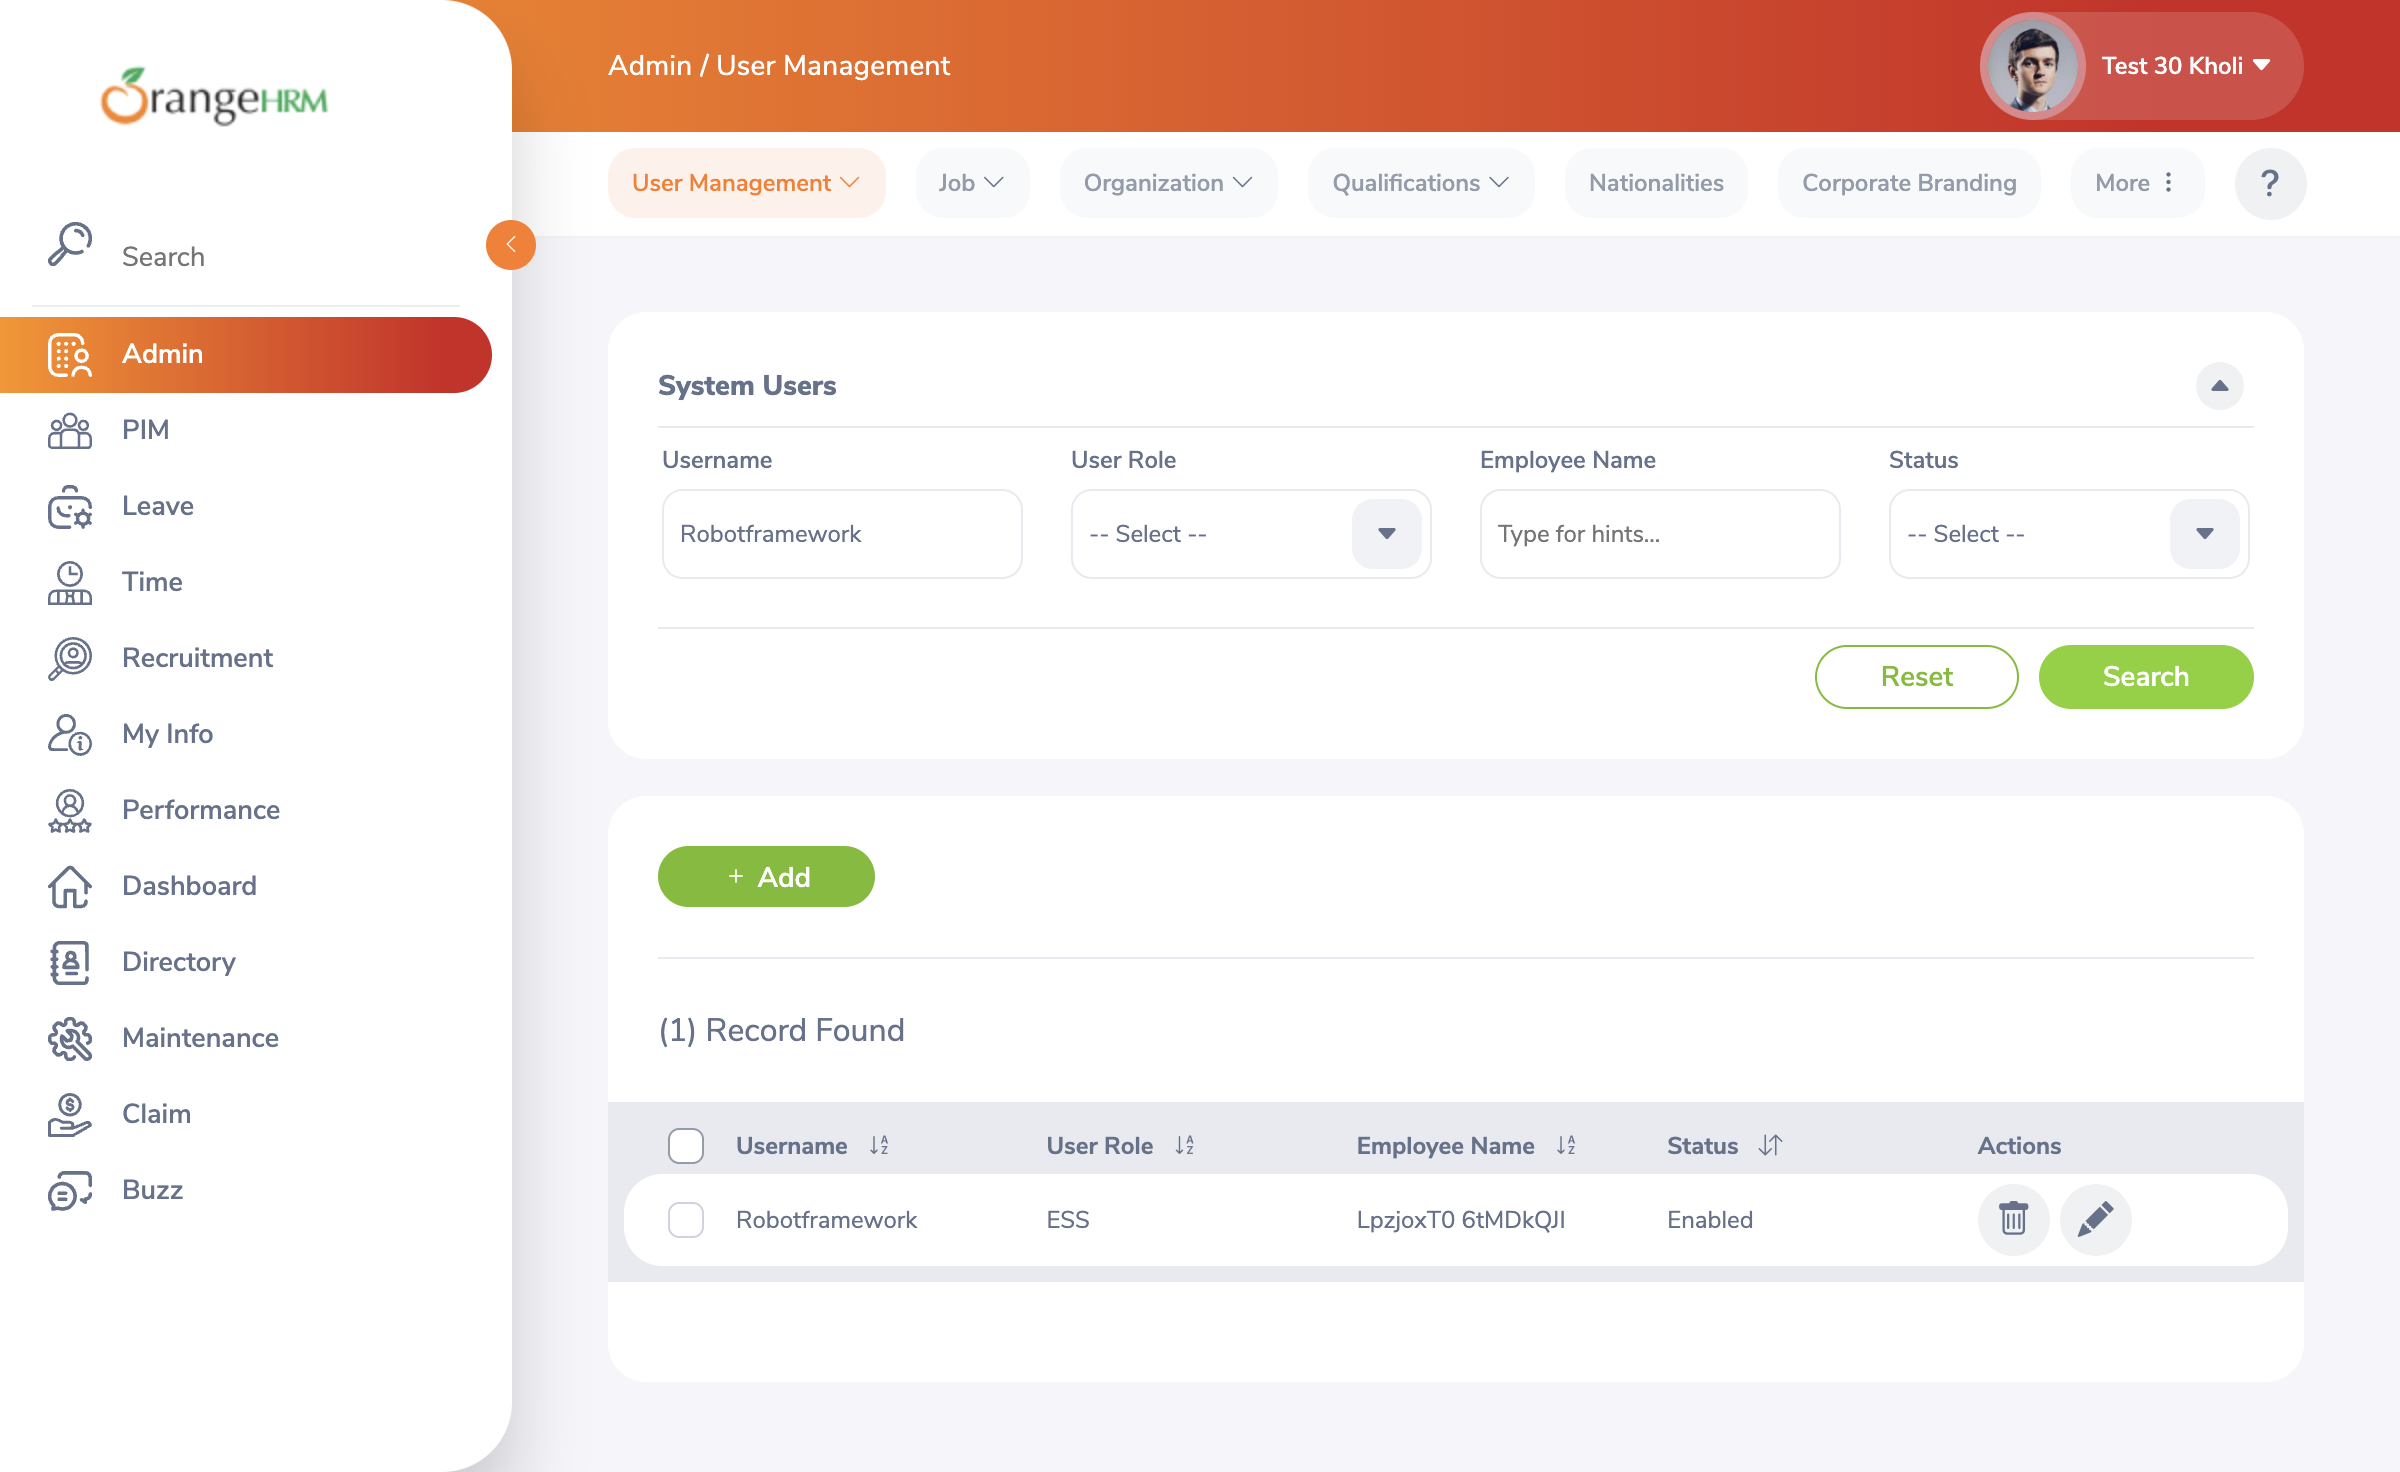 OrangeHRM
Admin / User Management
Test 30 Kholi
User Management
Job
Organization
Qualifications
Nationalities
Corporate Branding
More
?
Search
Admin
PIM
Leave
Time
Recruitment
My Info
Performance
Dashboard
Directory
Maintenance
Claim
Buzz
System Users
Username
User Role
Employee Name
Status
Robotframework
-- Select --
Type for hints...
-- Select --
Reset
Search
+ Add
(1) Record Found
Username
User Role
Employee Name
Status
Actions
Robotframework
ESS
LpzjoxT0 6tMDkQJI
Enabled